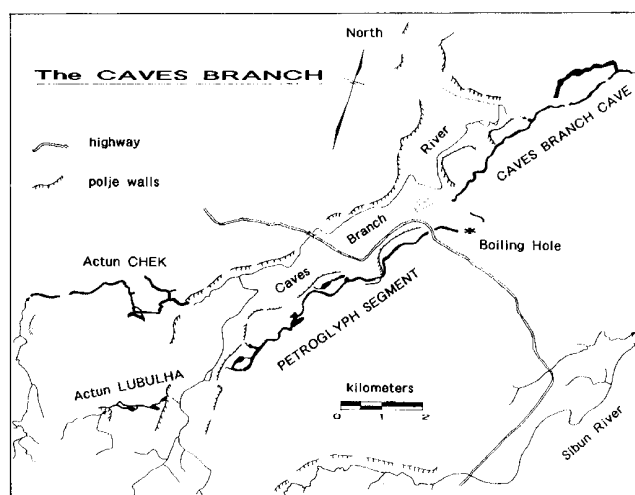 North
The CAVES BRANCH
highway
polje walls
River
CAVES BRANCH CAVE
Branch
Boiling Hole
Actun CHEK
Caves
PETROGLYPH SEGMENT
Actun LUBULHA
kilometers
0 1 2
Sibun River